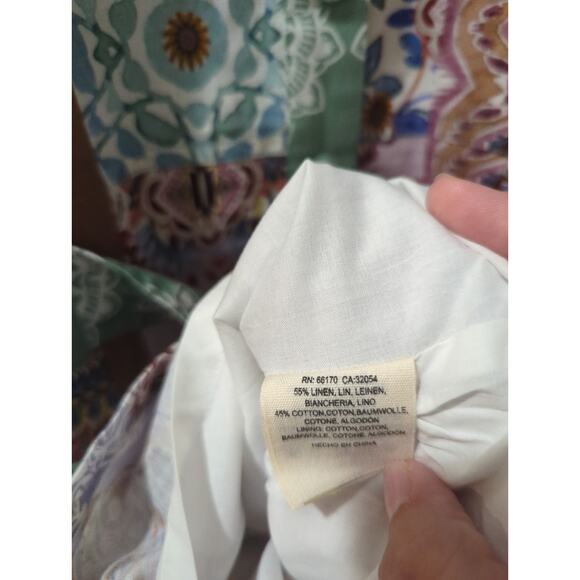 RN: 66170 CA:32054
55% LINEN, LIN, LEINEN,
BIANCHERIA, LINO
45% COTTON,COTON,BAUMWOLLE,
COTONE, ALGODON
LINING: COTTON,COTON,
BAUMWOLLE, COTONE, ALGODON
HECHO EN CHINA